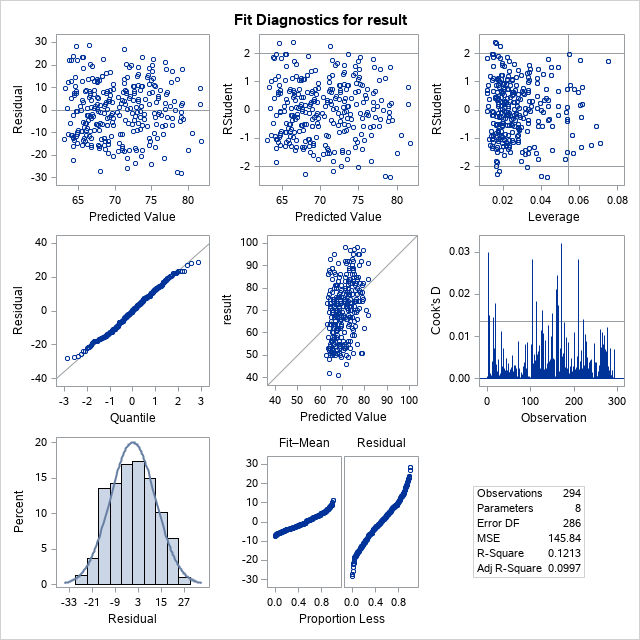 Fit Diagnostics for result
30
20
10
0
-10
-20
-30
Residual
65 70 75 80
Predicted Value
2
1
0
-1
-2
RStudent
65 70 75 80
Predicted Value
2
1
0
-1
-2
RStudent
0.02 0.04 0.06 0.08
Leverage
40
20
0
-20
-40
Residual
-3 -2 -1 0 1 2 3
Quantile
100
90
80
70
60
50
40
result
40 50 60 70 80 90 100
Predicted Value
0.03
0.02
0.01
0.00
Cook's D
0 100 200 300
Observation
20
15
10
5
0
Percent
-33 -21 -9 3 15 27
Residual
Fit–Mean Residual
30
20
10
0
-10
-20
-30
0.0 0.4 0.8 0.0 0.4 0.8
Proportion Less
Observations 294
Parameters 8
Error DF 286
MSE 145.84
R-Square 0.1213
Adj R-Square 0.0997